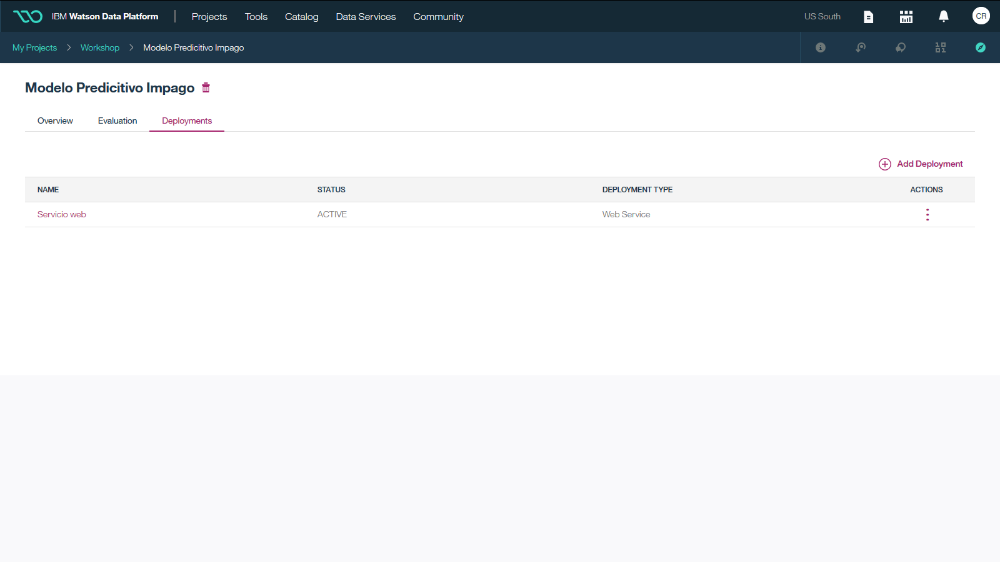 IBM Watson Data Platform | Projects Tools Catalog Data Services Community US South CR
My Projects > Workshop > Modelo Predicitivo Impago
Modelo Predicitivo Impago
Overview Evaluation Deployments
Add Deployment
NAME STATUS DEPLOYMENT TYPE ACTIONS
Servicio web ACTIVE Web Service